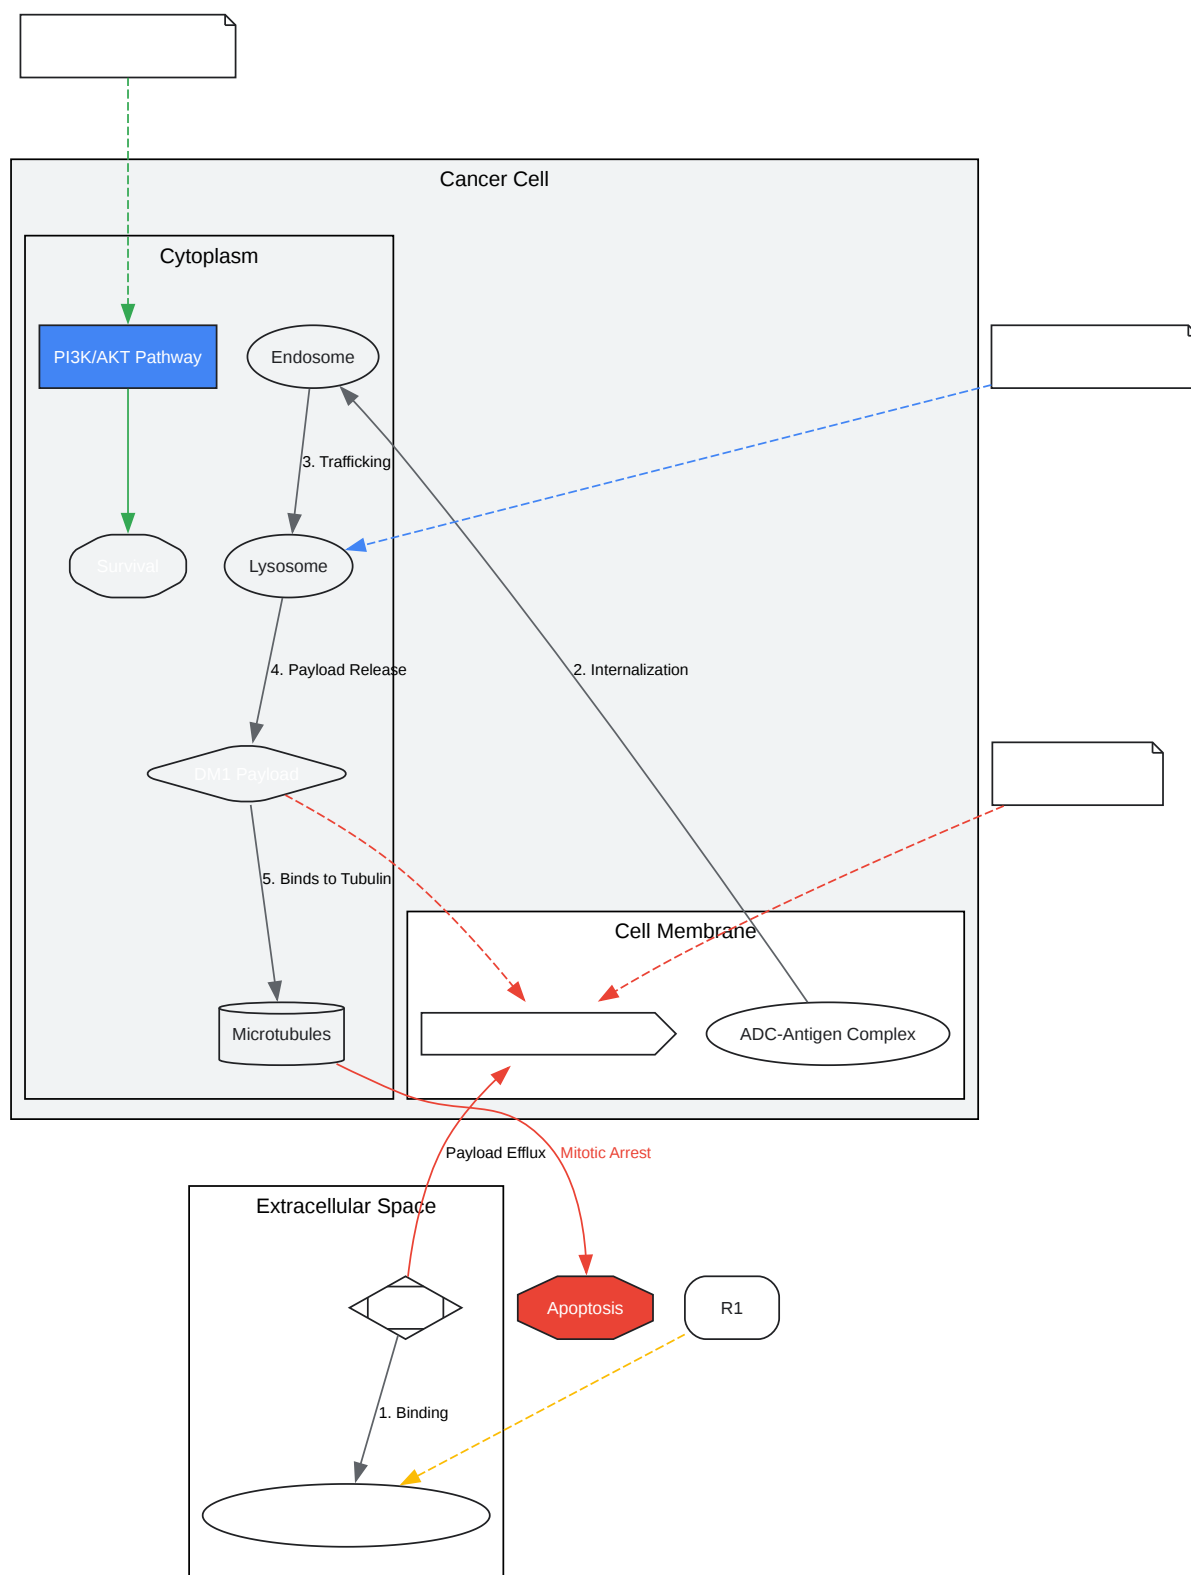 Cancer Cell
Cytoplasm
PI3K/AKT Pathway
Endosome
3. Trafficking
Survival
Lysosome
4. Payload Release
2. Internalization
DM1 Payload
5. Binds to Tubulin
Cell Membrane
Microtubules
ADC-Antigen Complex
Payload Efflux
Mitotic Arrest
Extracellular Space
Apoptosis
R1
1. Binding